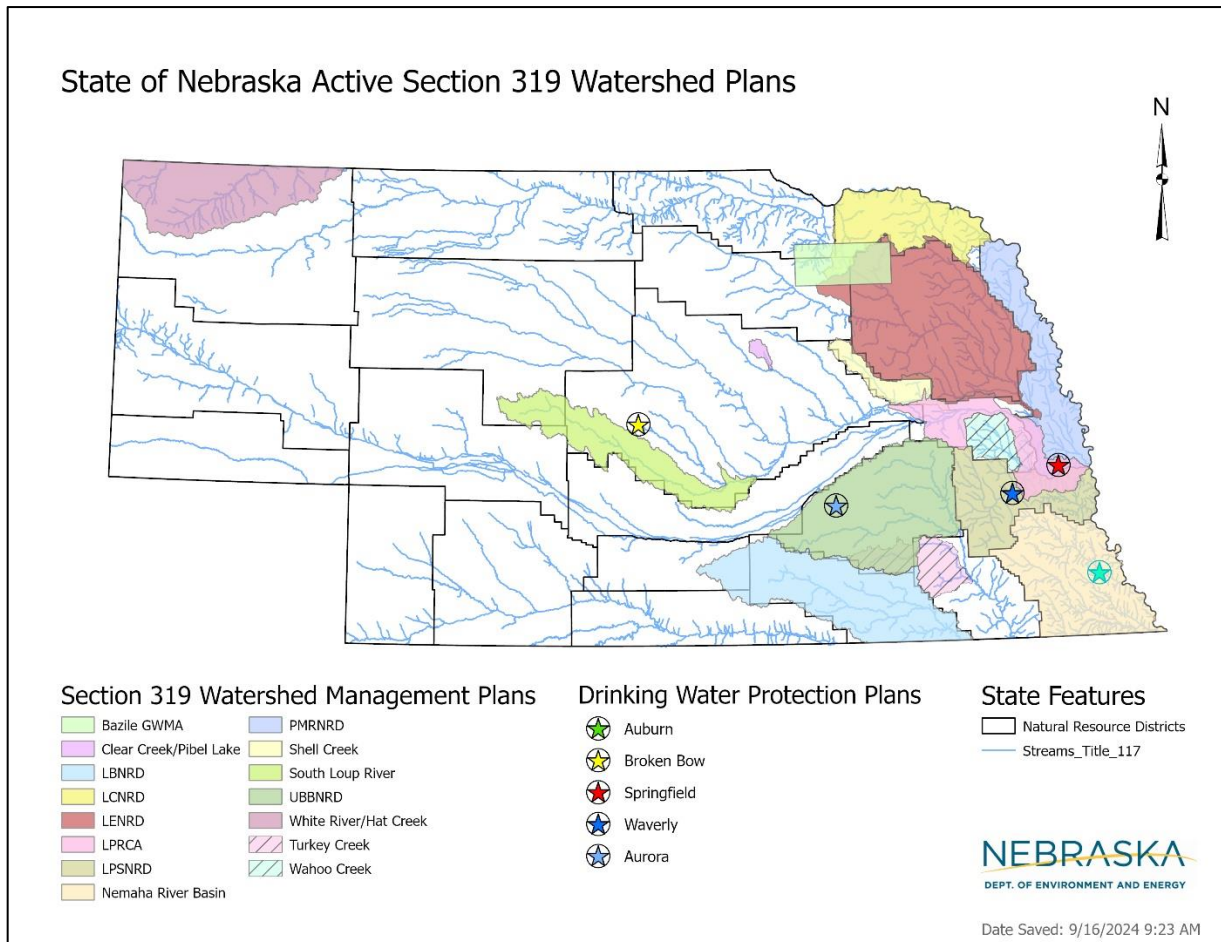 State of Nebraska Active Section 319 Watershed Plans
N
Section 319 Watershed Management Plans
Bazile GWMA
Clear Creek/Pibel Lake
LBNRD
LCNRD
LENRD
LPRCA
LPSNRD
Nemaha River Basin
PMRNRD
Shell Creek
South Loup River
UBBNRD
White River/Hat Creek
Turkey Creek
Wahoo Creek
Drinking Water Protection Plans
Auburn
Broken Bow
Springfield
Waverly
Aurora
State Features
Natural Resource Districts
Streams_Title_117
NEBRASKA
DEPT. OF ENVIRONMENT AND ENERGY
Date Saved: 9/16/2024 9:23 AM